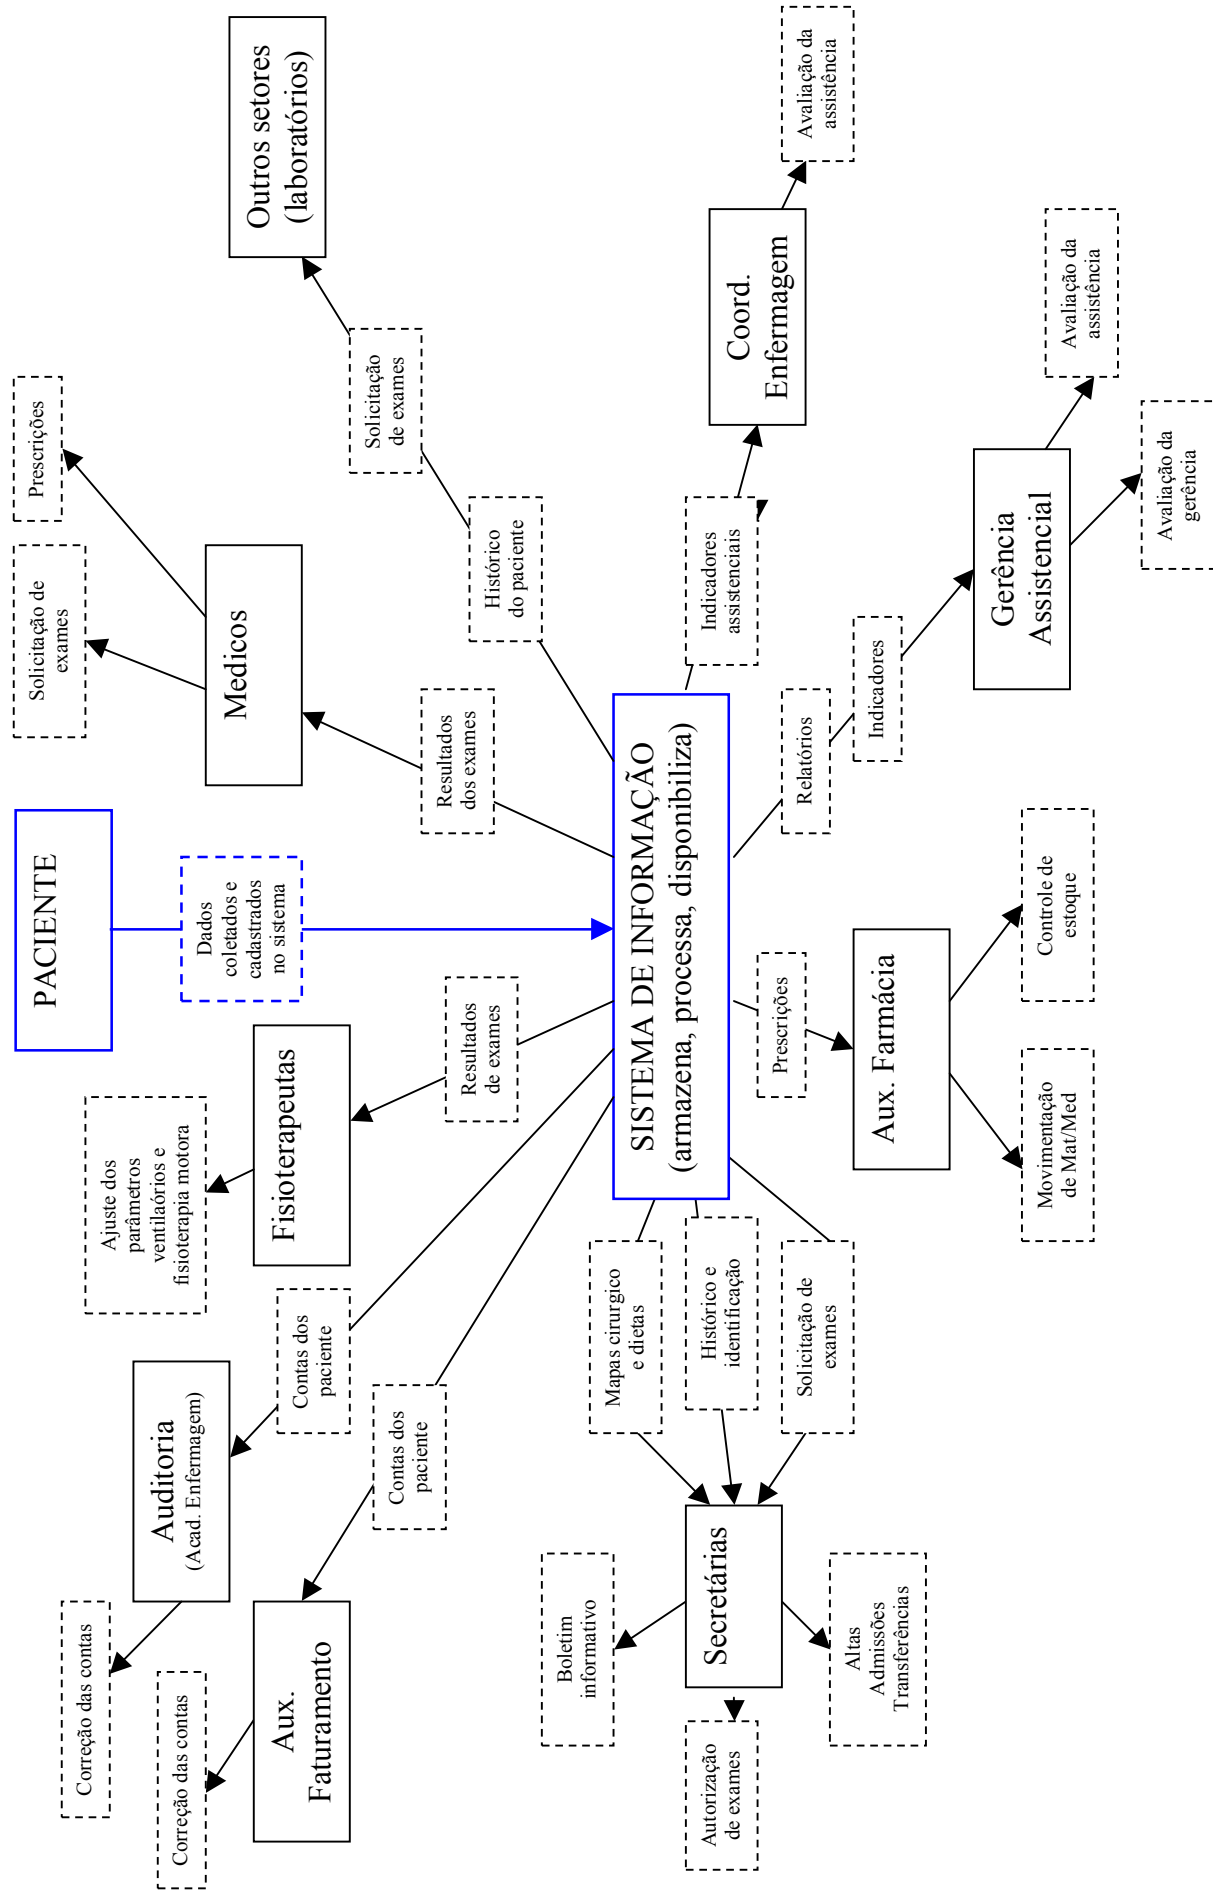 Correção das contas
Correção das contas
Aux.
Faturamento
Auditoria
(Acad. Enfermagem)
Contas dos
paciente
Contas dos
paciente
Ajuste dos
parâmetros
ventilaórios e
fisioterapia motora
Fisioterapeutas
Resultados
de exames
PACIENTE
Dados
coletados e
cadastrados
no sistema
Solicitação de
exames
Prescrições
Medicos
Resultados
dos exames
Outros setores
(laboratórios)
Solicitação
de exames
Histórico
do paciente
SISTEMA DE INFORMAÇÃO
(armazena, processa, disponibiliza)
Boletim
informativo
Autorização
de exames
Secretárias
Altas
Admissões
Transferências
Mapas cirurgico
e dietas
Histórico e
identificação
Solicitação de
exames
Prescrições
Aux. Farmácia
Movimentação
de Mat/Med
Controle de
estoque
Relatórios
Indicadores
Gerência
Assistencial
Avaliação da
gerência
Avaliação da
assistência
Indicadores
assistenciais
Coord.
Enfermagem
Avaliação da
assistência